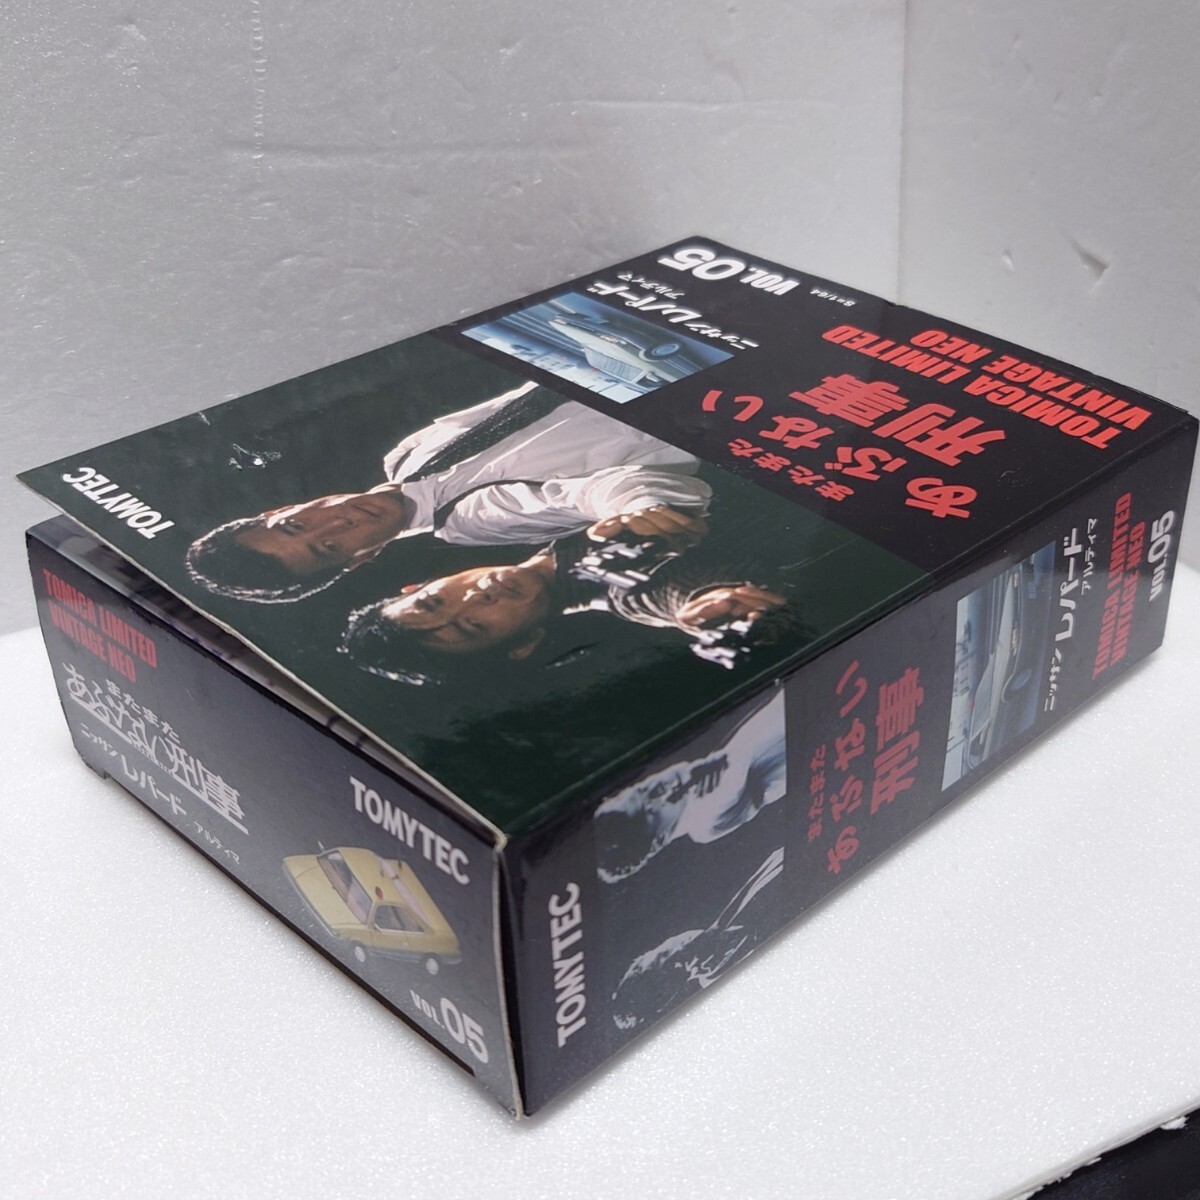 TOMICA LIMITED
VINTAGE NEO
またまた
あぶない
刑事
VOL.05
S=1/64
ニッサン レパード
アルティマ
TOMYTEC
TOMICA LIMITED
VINTAGE NEO
またまた
あぶない刑事
ニッサン レパード
アルティマ
TOMYTEC
VOL.05
TOMICA LIMITED
VINTAGE NEO
VOL.05
ニッサン レパード
アルティマ
またまた
あぶない
刑事
TOMYTEC